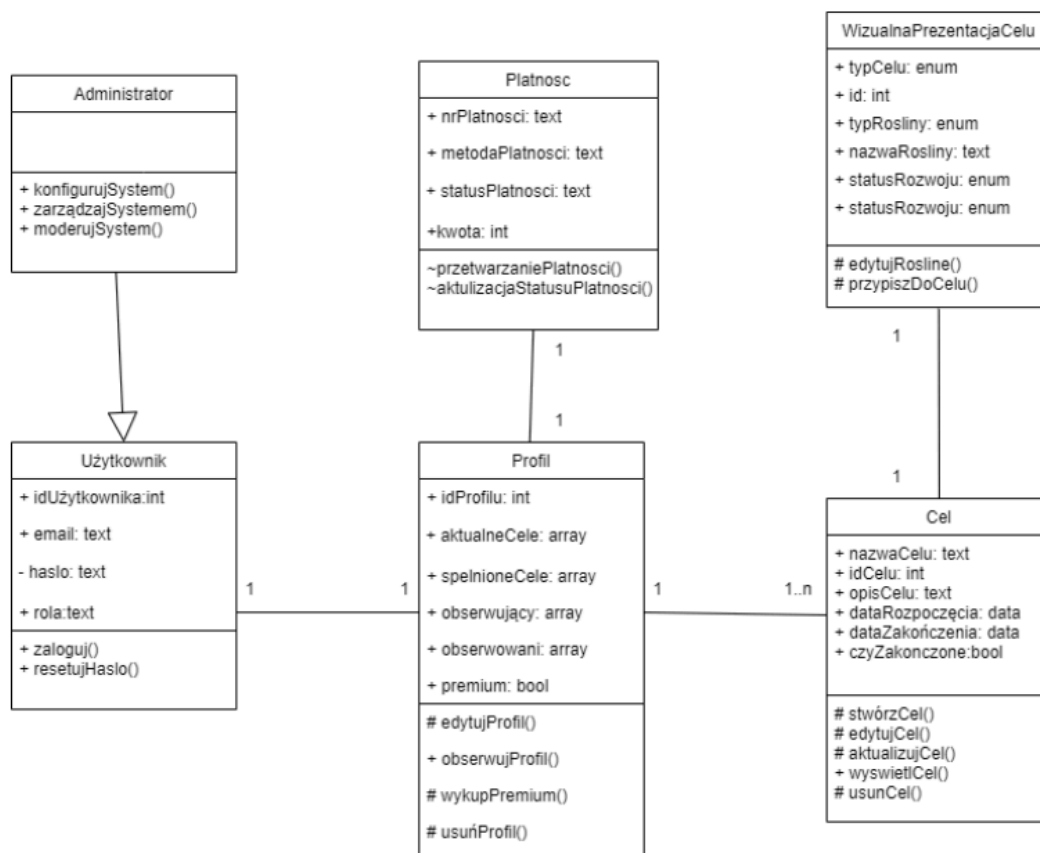 Administrator
+ konfigurujSystem()
+ zarządzajSystemem()
+ moderujSystem()
Platnosc
+ nrPlatnosci: text
+ metodaPlatnosci: text
+ statusPlatnosci: text
+kwota: int
~przetwarzaniePlatnosci()
~aktulizacjaStatusuPlatnosci()
WizualnaPrezentacjaCelu
+ typCelu: enum
+ id: int
+ typRosliny: enum
+ nazwaRosliny: text
+ statusRozwoju: enum
+ statusRozwoju: enum
# edytujRosline()
# przypiszDoCelu()
1
1
1
1
Użytkownik
+ idUżytkownika:int
+ email: text
- haslo: text
+ rola:text
+ zaloguj()
+ resetujHaslo()
1
1
Profil
+ idProfilu: int
+ aktualneCele: array
+ spelnioneCele: array
+ obserwujący: array
+ obserwowani: array
+ premium: bool
# edytujProfil()
+ obserwujProfil()
# wykupPremium()
# usuńProfil()
1
1..n
Cel
+ nazwaCelu: text
+ idCelu: int
+ opisCelu: text
+ dataRozpoczęcia: data
+ dataZakończenia: data
+ czyZakonczone:bool
# stwórzCel()
# edytujCel()
# aktualizujCel()
+ wyswietlCel()
# usunCel()